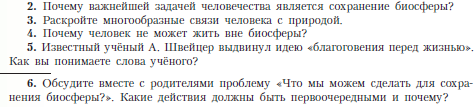 2. Почему важнейшей задачей человечества является сохранение биосферы?
3. Раскройте многообразные связи человека с природой.
4. Почему человек не может жить вне биосферы?
5. Известный учёный А. Швейцер выдвинул идею «благоговения перед жизнью».
Как вы понимаете слова учёного?
6. Обсудите вместе с родителями проблему «Что мы можем сделать для сохра-
нения биосферы?». Какие действия должны быть первоочередными и почему?